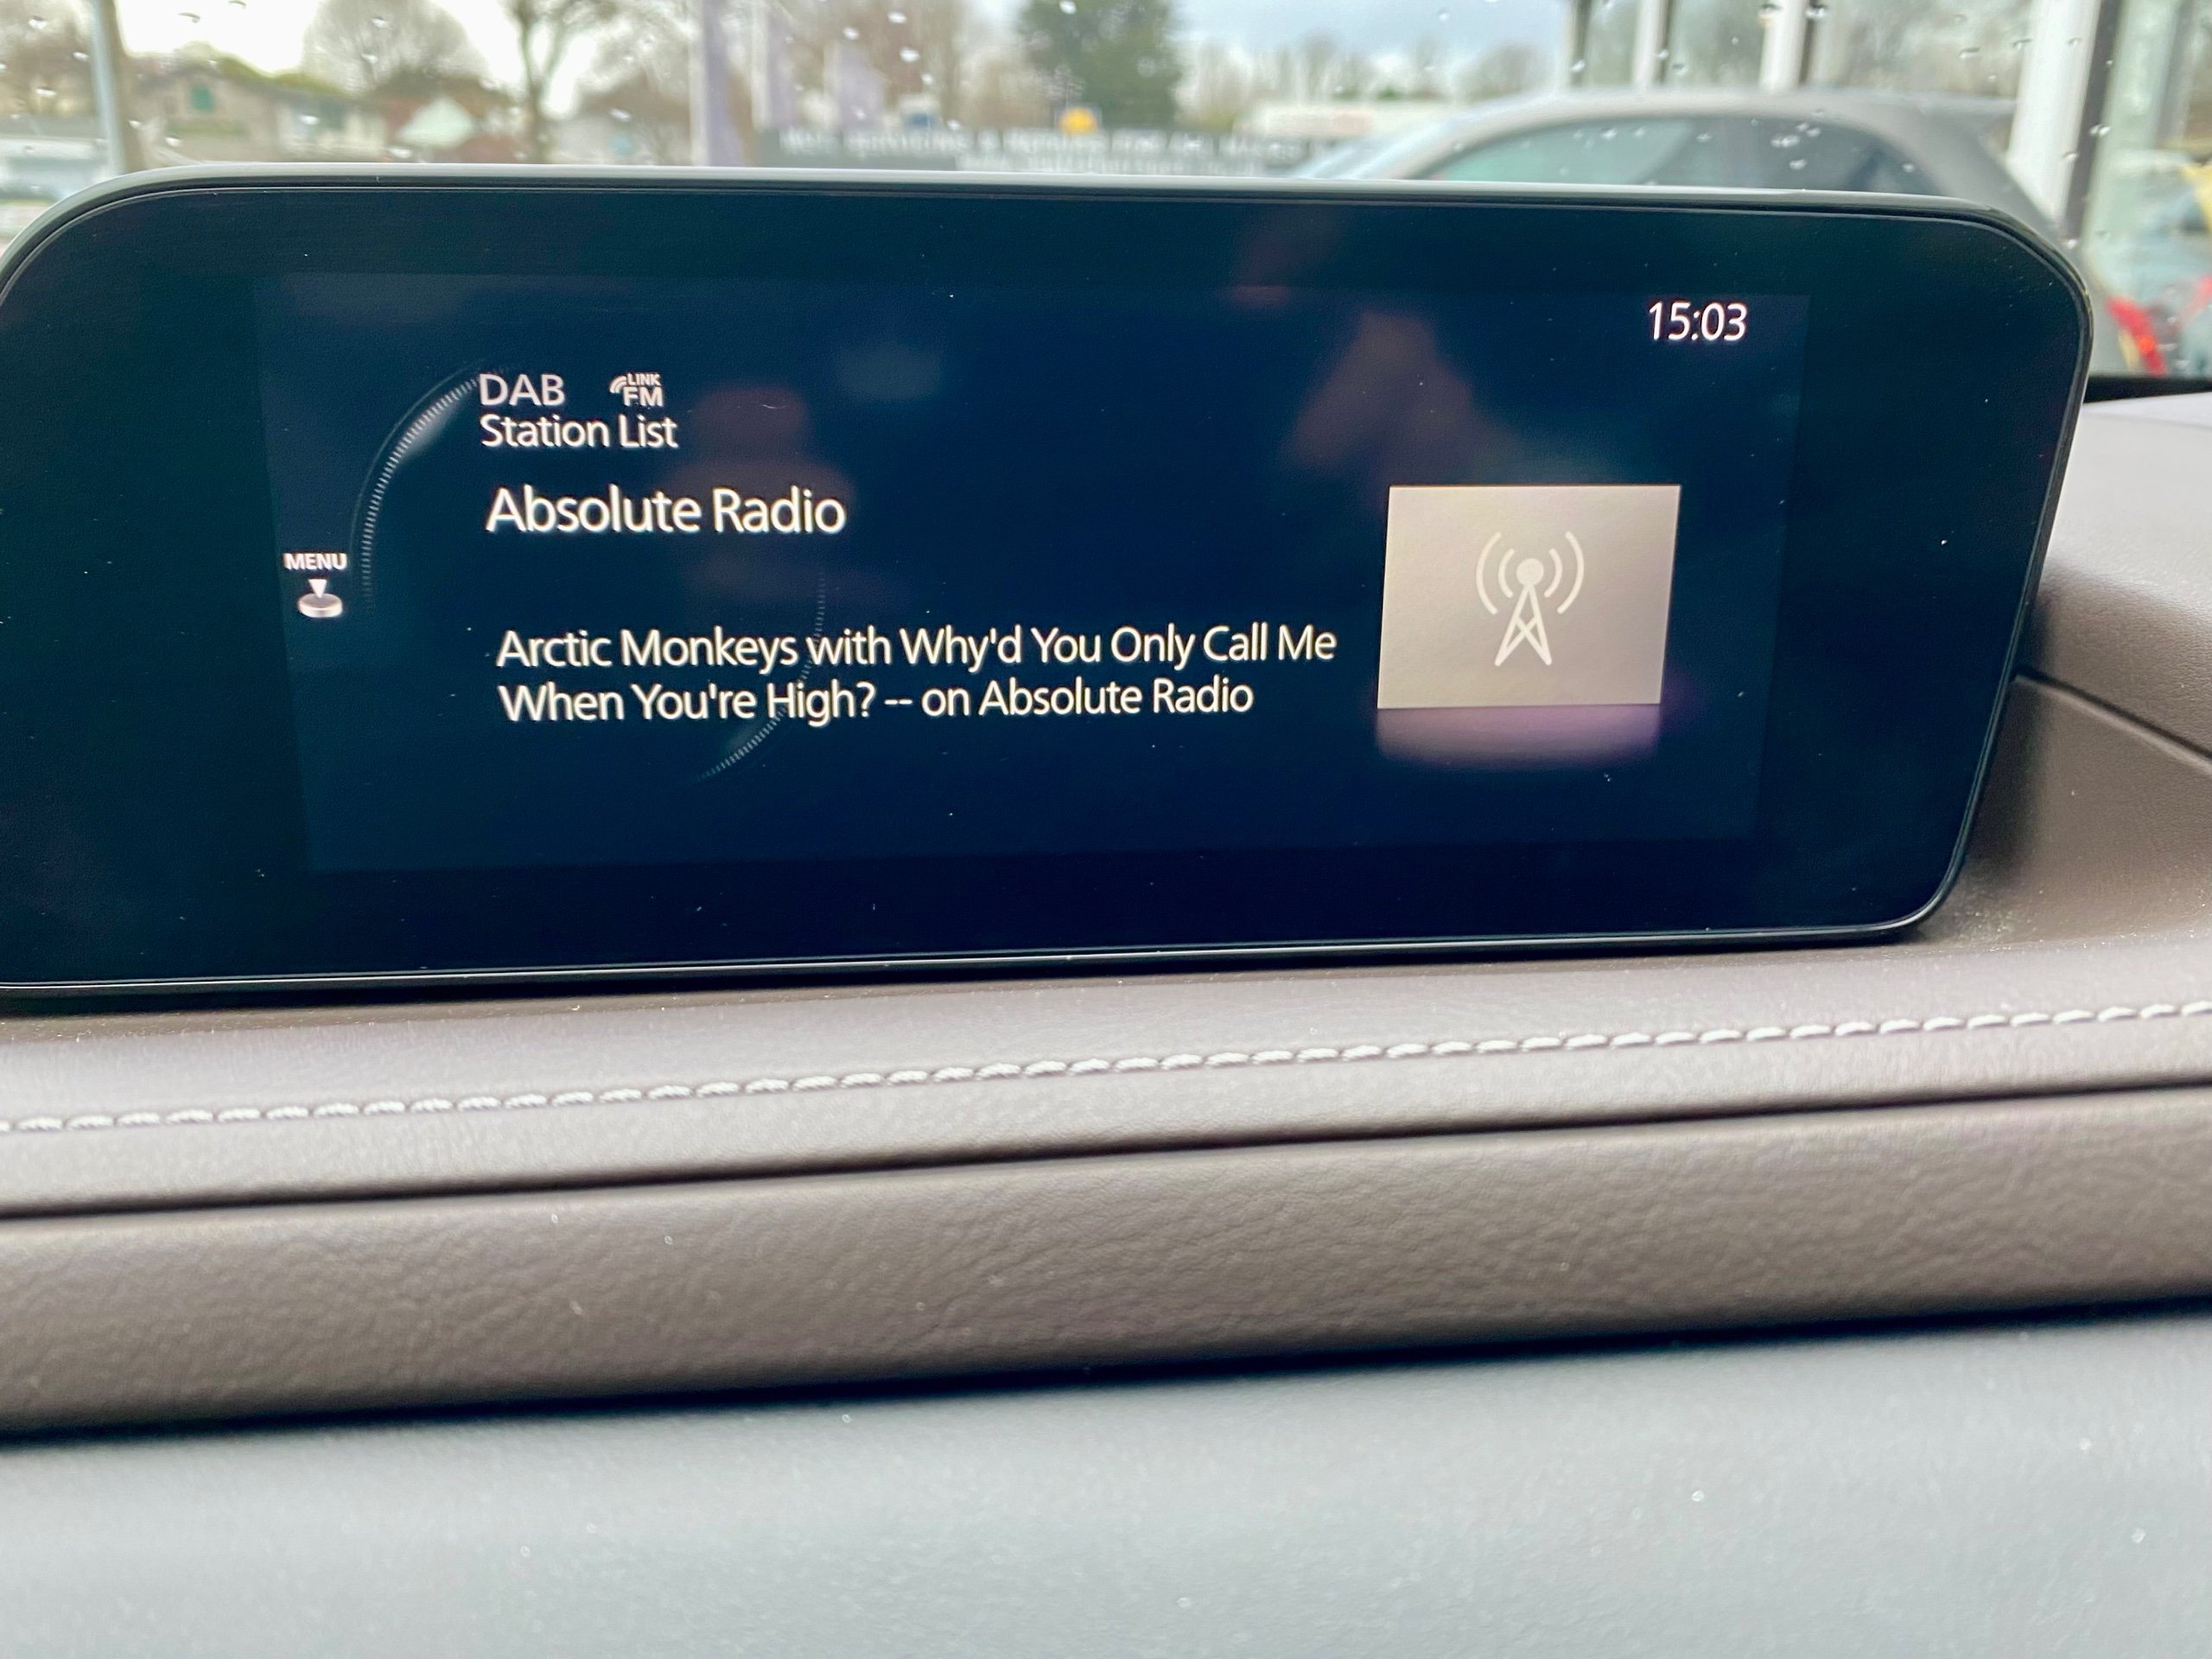 15:03
DAB LINK FM
Station List
Absolute Radio
MENU
Arctic Monkeys with Why'd You Only Call Me
When You're High? -- on Absolute Radio